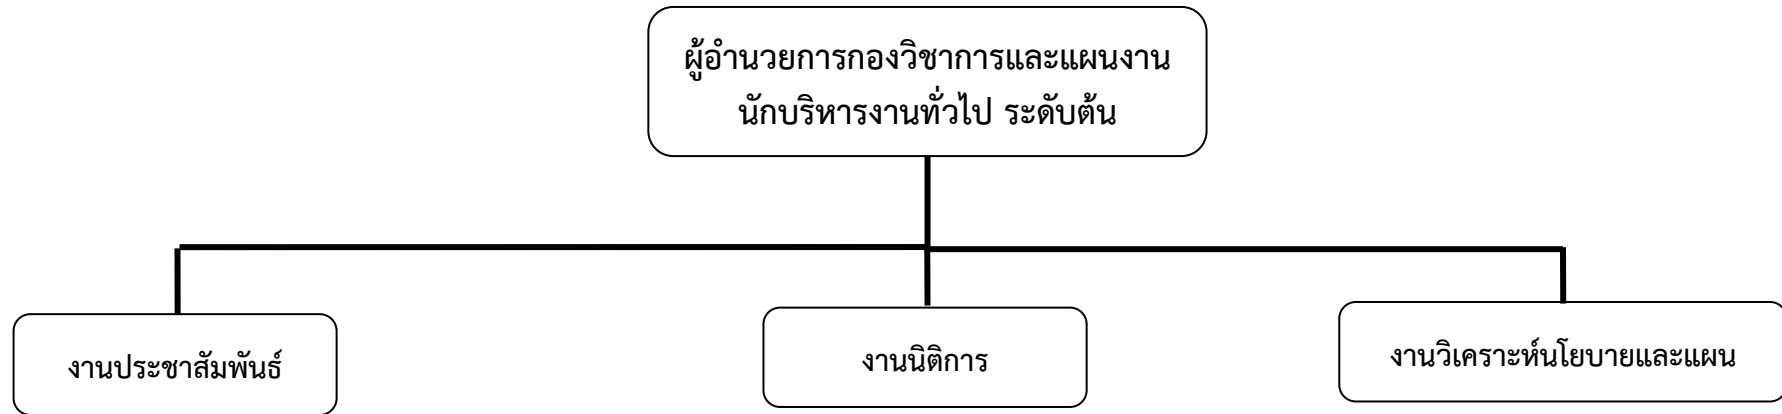 ผู้อำนวยการกองวิชาการและแผนงาน
นักบริหารงานทั่วไป ระดับต้น
งานประชาสัมพันธ์
งานนิติการ
งานวิเคราะห์นโยบายและแผน